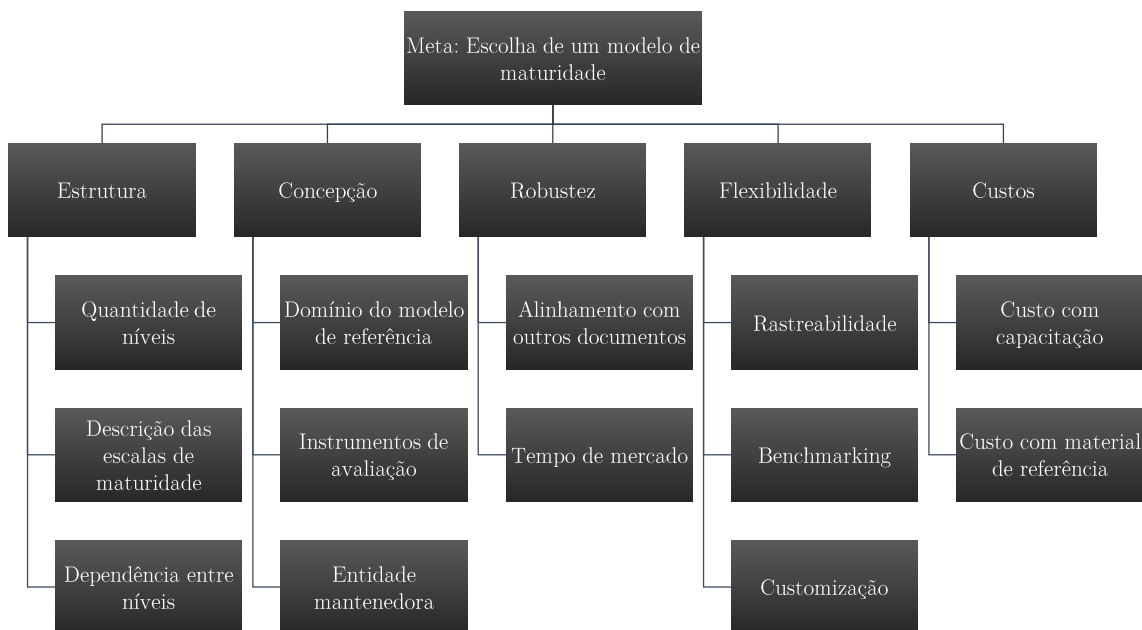 Meta: Escolha de um modelo de
maturidade
Estrutura
Concepção
Robustez
Flexibilidade
Custos
Quantidade de
níveis
Domínio do modelo
de referência
Alinhamento com
outros documentos
Rastreabilidade
Custo com
capacitação
Descrição das
escalas de
maturidade
Instrumentos de
avaliação
Tempo de mercado
Benchmarking
Custo com material
de referência
Dependência entre
níveis
Entidade
mantenedora
Customização